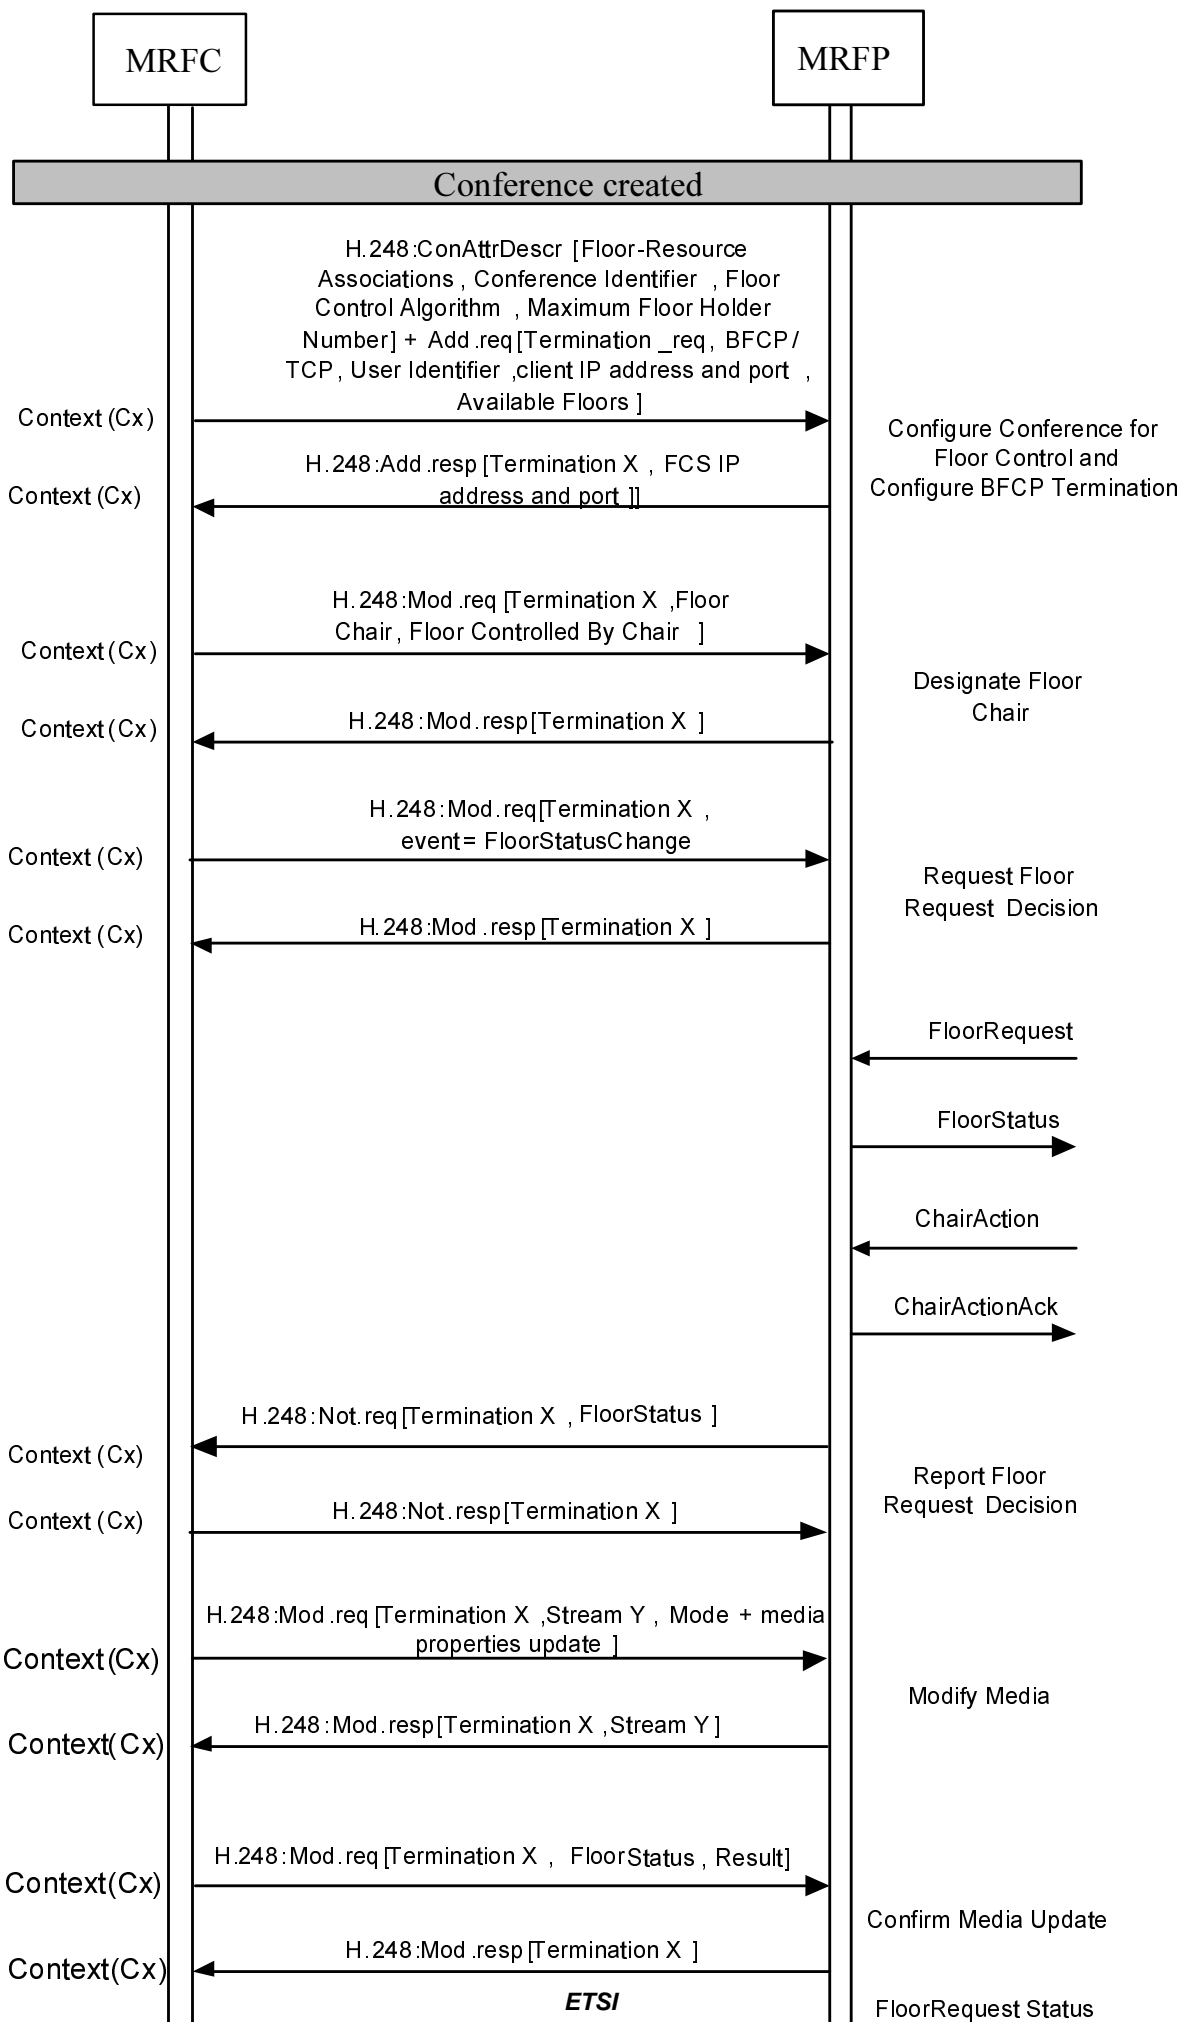 MRFC
MRFP
Conference created
H.248:ConAttrDescr [Floor-Resource
Associations , Conference Identifier , Floor
Control Algorithm , Maximum Floor Holder
Number] + Add.req[Termination _req, BFCP/
TCP, User Identifier ,client IP address and port ,
Available Floors ]
Context (Cx)
Configure Conference for
Floor Control and
Configure BFCP Termination
H.248:Add.resp [Termination X , FCS IP
address and port ]]
Context (Cx)
H.248:Mod.req [Termination X ,Floor
Chair, Floor Controlled By Chair ]
Context (Cx)
Designate Floor
Chair
H.248:Mod.resp[Termination X ]
Context (Cx)
H.248:Mod.req[Termination X ,
event= FloorStatusChange
Context (Cx)
Request Floor
Request Decision
H.248:Mod.resp[Termination X ]
Context (Cx)
FloorRequest
FloorStatus
ChairAction
ChairActionAck
H.248:Not.req[Termination X , FloorStatus ]
Context (Cx)
Report Floor
Request Decision
H.248:Not.resp[Termination X ]
Context (Cx)
H.248:Mod.req [Termination X ,Stream Y , Mode + media
properties update ]
Context (Cx)
Modify Media
H.248:Mod.resp[Termination X ,Stream Y]
Context(Cx)
H.248:Mod.req [Termination X , FloorStatus , Result]
Context(Cx)
Confirm Media Update
H.248:Mod.resp[Termination X ]
Context(Cx)
ETSI
FloorRequest Status